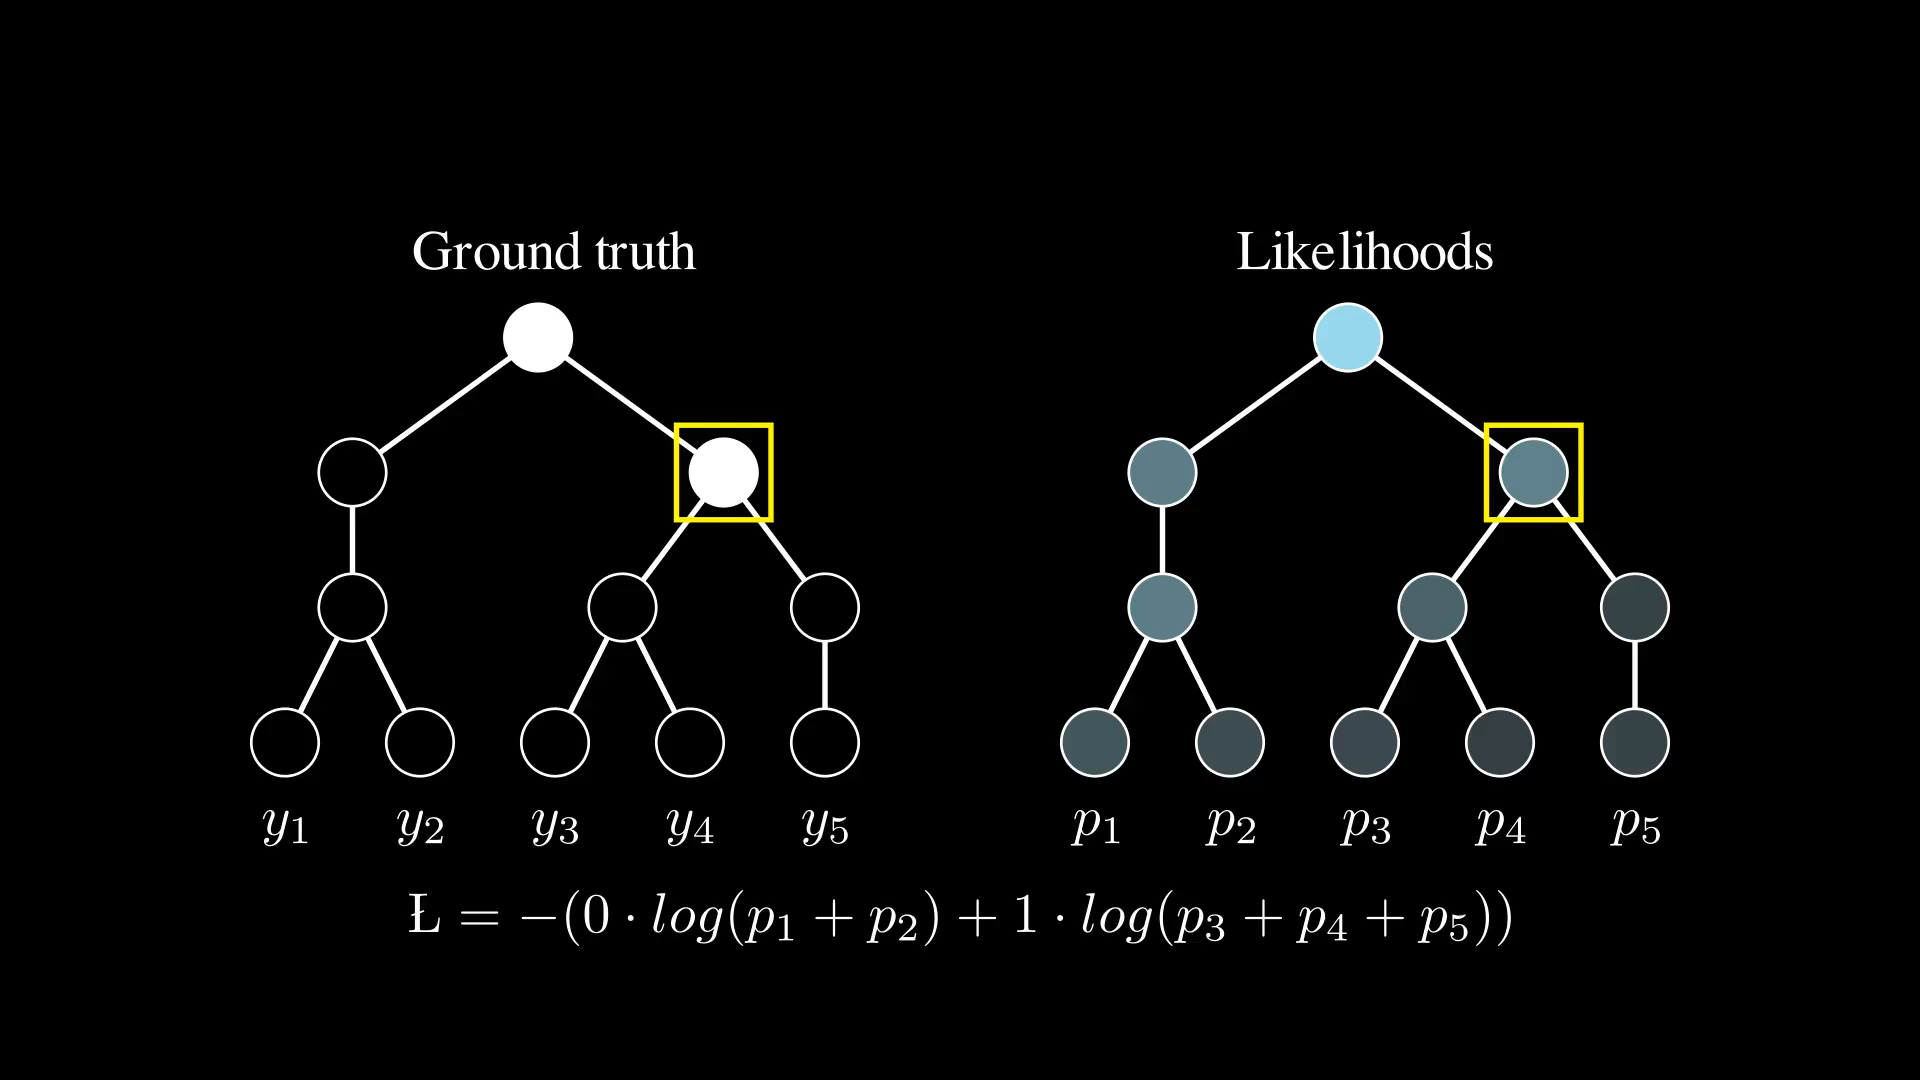 Ground truth
Likelihoods
y₁ y₂ y₃ y₄ y₅
p₁ p₂ p₃ p₄ p₅
Ł = −(0 · log(p₁ + p₂) + 1 · log(p₃ + p₄ + p₅))